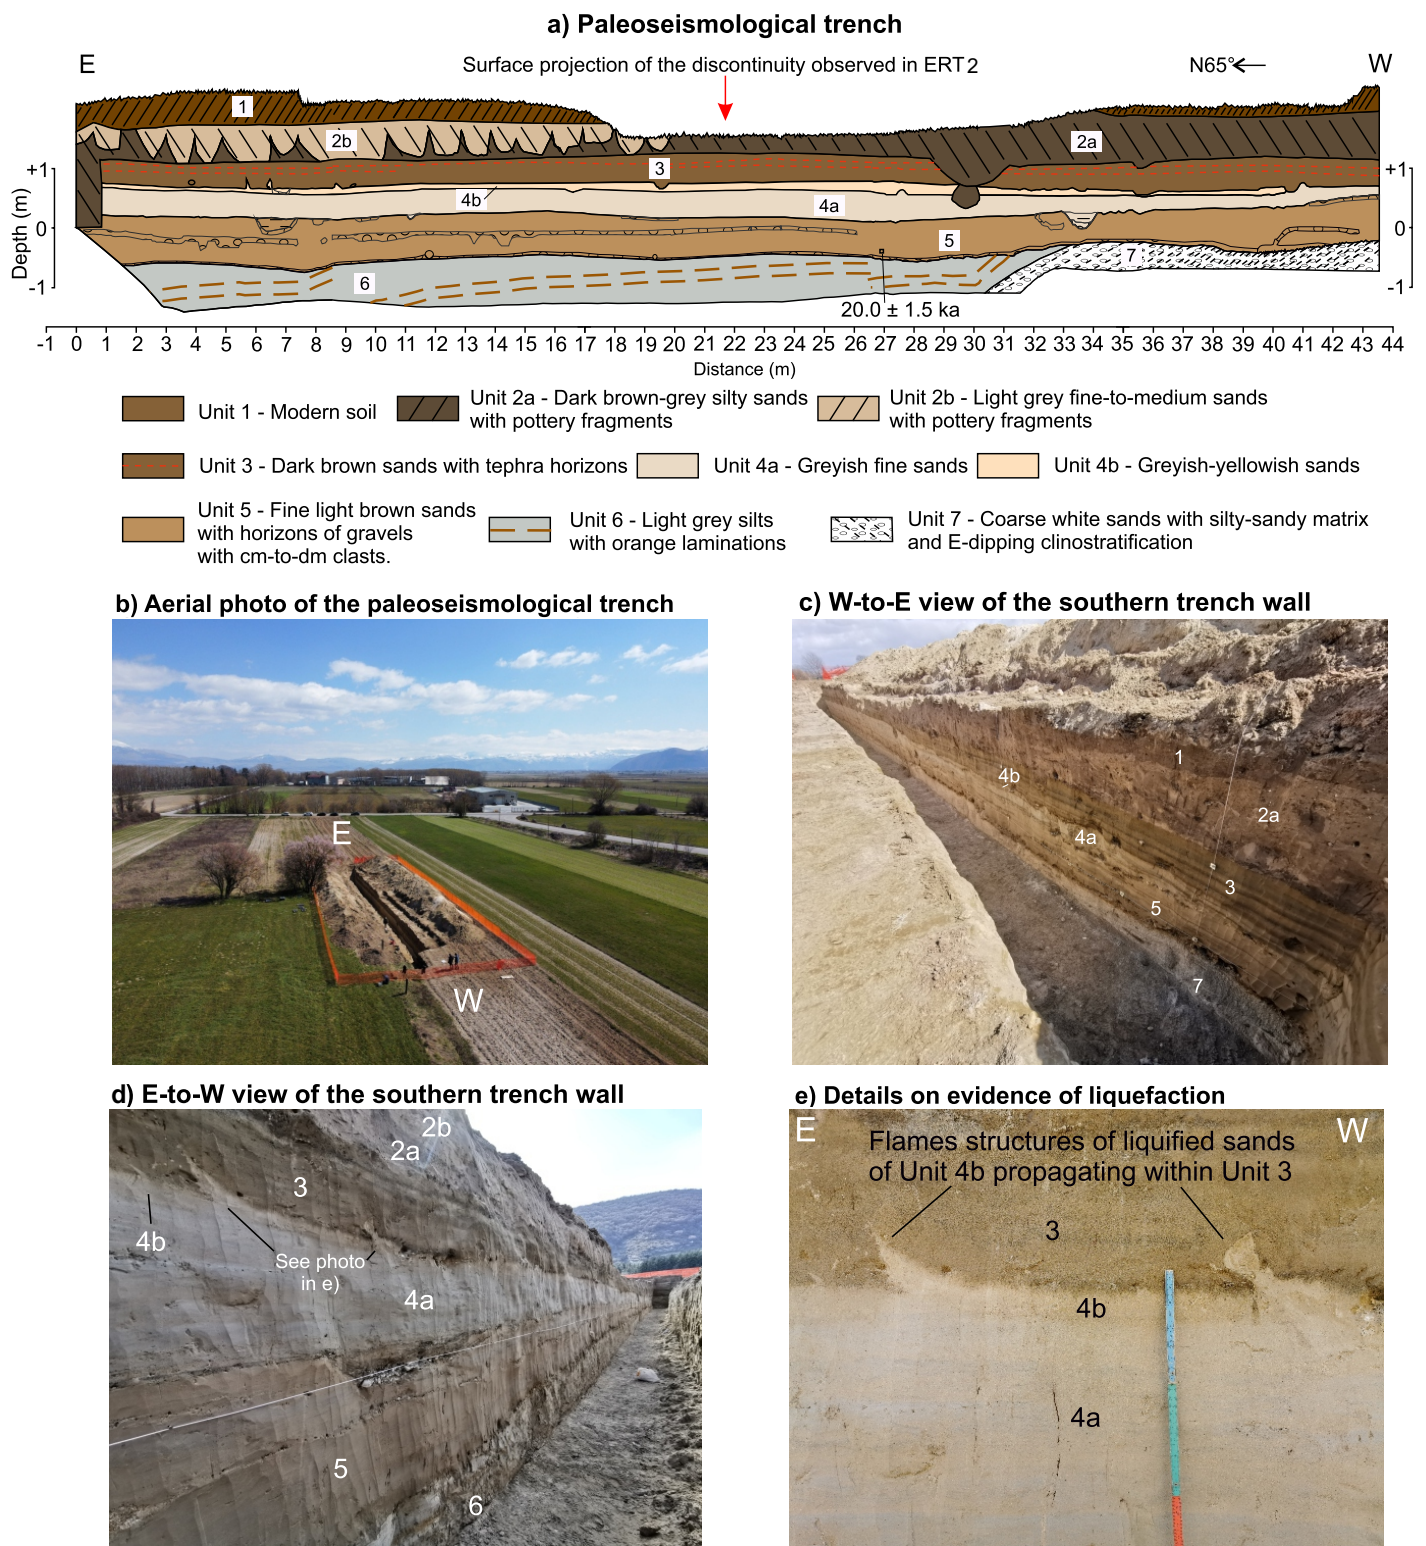 a) Paleoseismological trench
E
Surface projection of the discontinuity observed in ERT 2
N65°
W
1
2b
2a
3
4b
4a
5
6
7
+1
0
-1
Depth (m)
+1
0
-1
20.0 ± 1.5 ka
-1 0 1 2 3 4 5 6 7 8 9 10 11 12 13 14 15 16 17 18 19 20 21 22 23 24 25 26 27 28 29 30 31 32 33 34 35 36 37 38 39 40 41 42 43 44
Distance (m)
Unit 1 - Modern soil
Unit 2a - Dark brown-grey silty sands
with pottery fragments
Unit 2b - Light grey fine-to-medium sands
with pottery fragments
Unit 3 - Dark brown sands with tephra horizons
Unit 4a - Greyish fine sands
Unit 4b - Greyish-yellowish sands
Unit 5 - Fine light brown sands
with horizons of gravels
with cm-to-dm clasts.
Unit 6 - Light grey silts
with orange laminations
Unit 7 - Coarse white sands with silty-sandy matrix
and E-dipping clinostratification
b) Aerial photo of the paleoseismological trench
E
W
c) W-to-E view of the southern trench wall
1
4b
2a
4a
3
5
7
d) E-to-W view of the southern trench wall
2b
2a
3
4b
See photo
in e)
4a
5
6
e) Details on evidence of liquefaction
E
W
Flames structures of liquified sands
of Unit 4b propagating within Unit 3
3
4b
4a